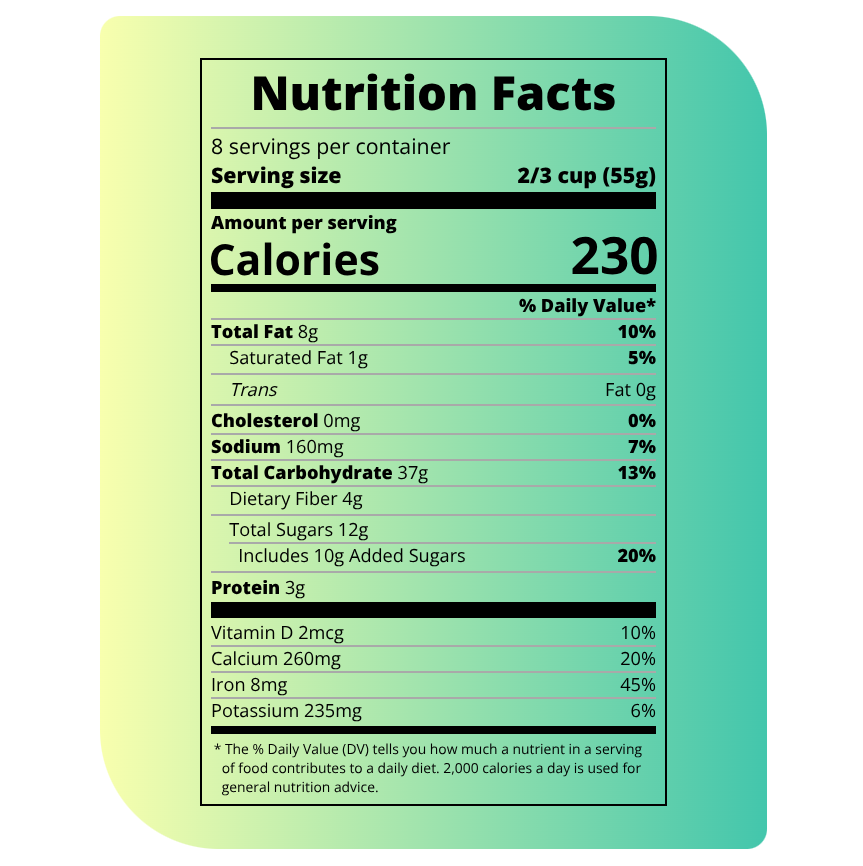 Nutrition Facts
8 servings per container
Serving size 2/3 cup (55g)
Amount per serving
Calories 230
% Daily Value*
Total Fat 8g 10%
Saturated Fat 1g 5%
Trans Fat 0g
Cholesterol 0mg 0%
Sodium 160mg 7%
Total Carbohydrate 37g 13%
Dietary Fiber 4g
Total Sugars 12g
Includes 10g Added Sugars 20%
Protein 3g
Vitamin D 2mcg 10%
Calcium 260mg 20%
Iron 8mg 45%
Potassium 235mg 6%
* The % Daily Value (DV) tells you how much a nutrient in a serving
of food contributes to a daily diet. 2,000 calories a day is used for
general nutrition advice.